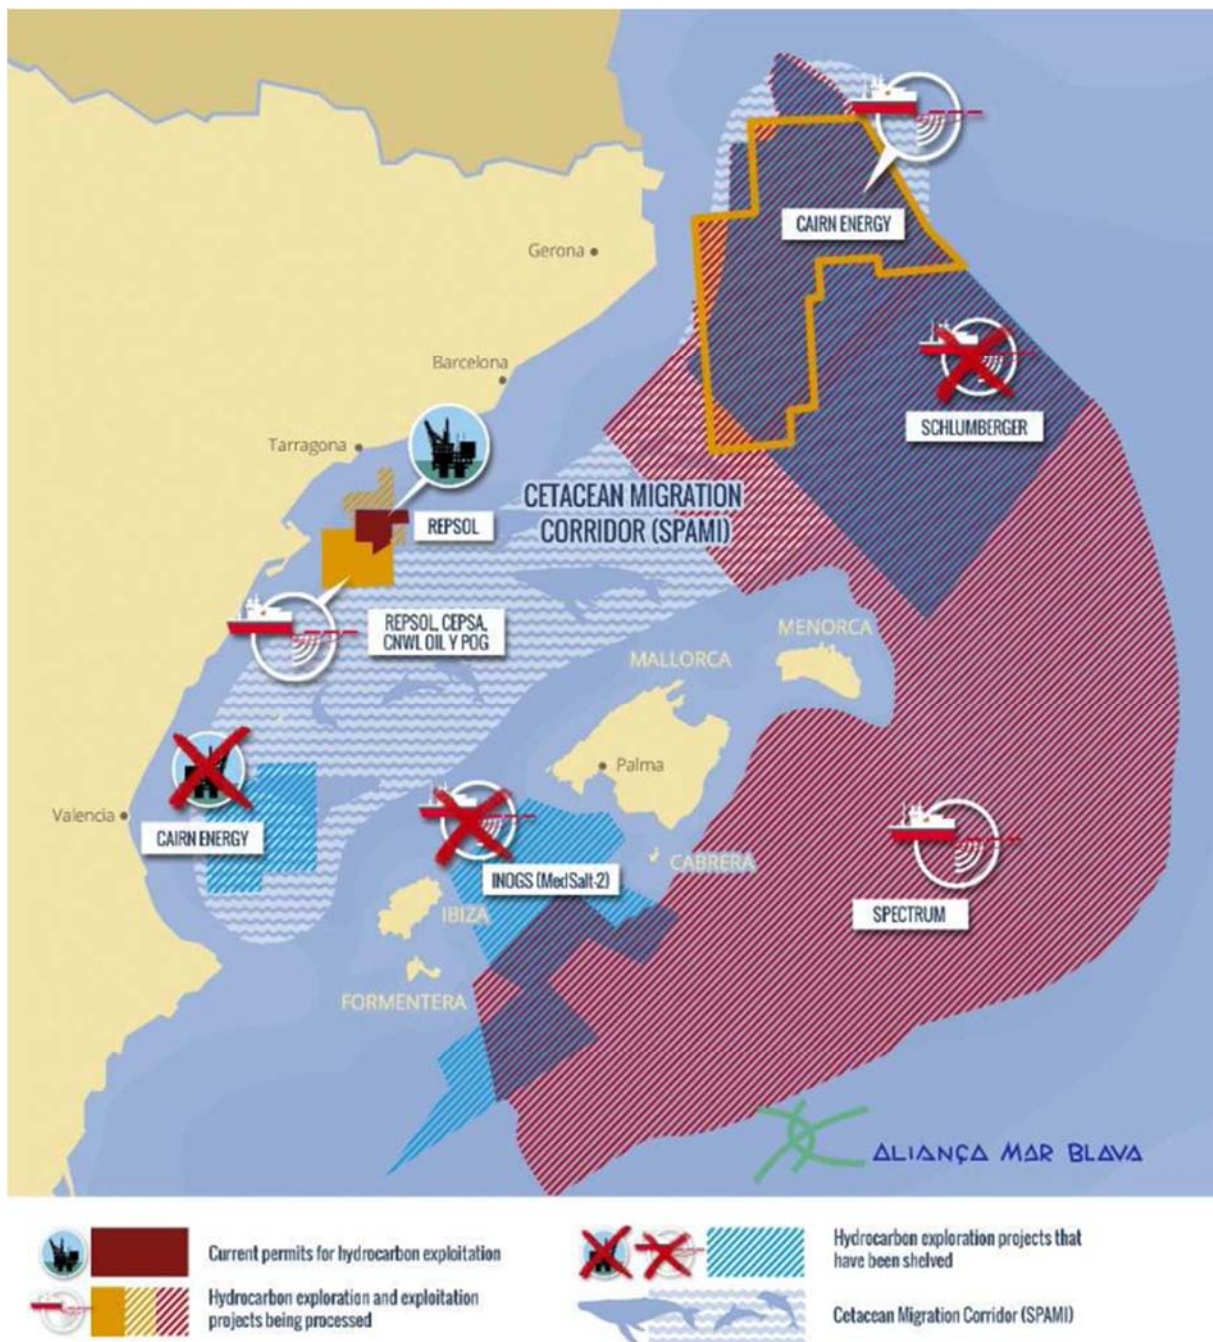 CAIRN ENERGY
Gerona
Barcelona
SCHLUMBERGER
Tarragona
CETACEAN MIGRATION
CORRIDOR (SPAMI)
REPSOL
REPSOL, CEPSA,
CNWL OIL Y POG
MENORCA
MALLORCA
Palma
Valencia
CAIRN ENERGY
INOGS (MedSalt-2)
CABRERA
IBIZA
SPECTRUM
FORMENTERA
ALIANÇA MAR BLAVA
Current permits for hydrocarbon exploitation
Hydrocarbon exploration and exploitation
projects being processed
Hydrocarbon exploration projects that
have been shelved
Cetacean Migration Corridor (SPAMI)